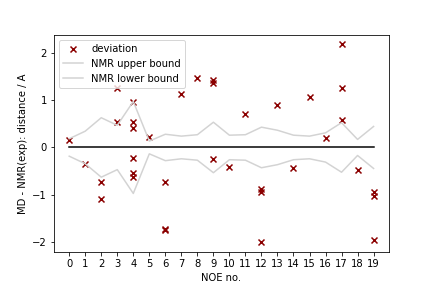 deviation
NMR upper bound
NMR lower bound
MD - NMR(exp): distance / A
2
1
0
−1
−2
0 1 2 3 4 5 6 7 8 9 10 11 12 13 14 15 16 17 18 19
NOE no.